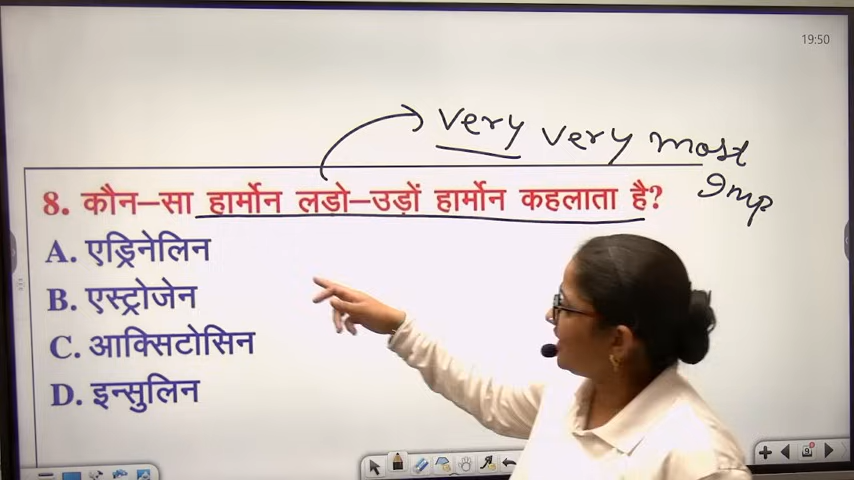 19:50
very very most
Imp
8. कौन–सा हार्मोन लड़ो–उड़ों हार्मोन कहलाता है?
A. एड्रिनेलिन
B. एस्ट्रोजेन
C. आक्सिटोसिन
D. इन्सुलिन